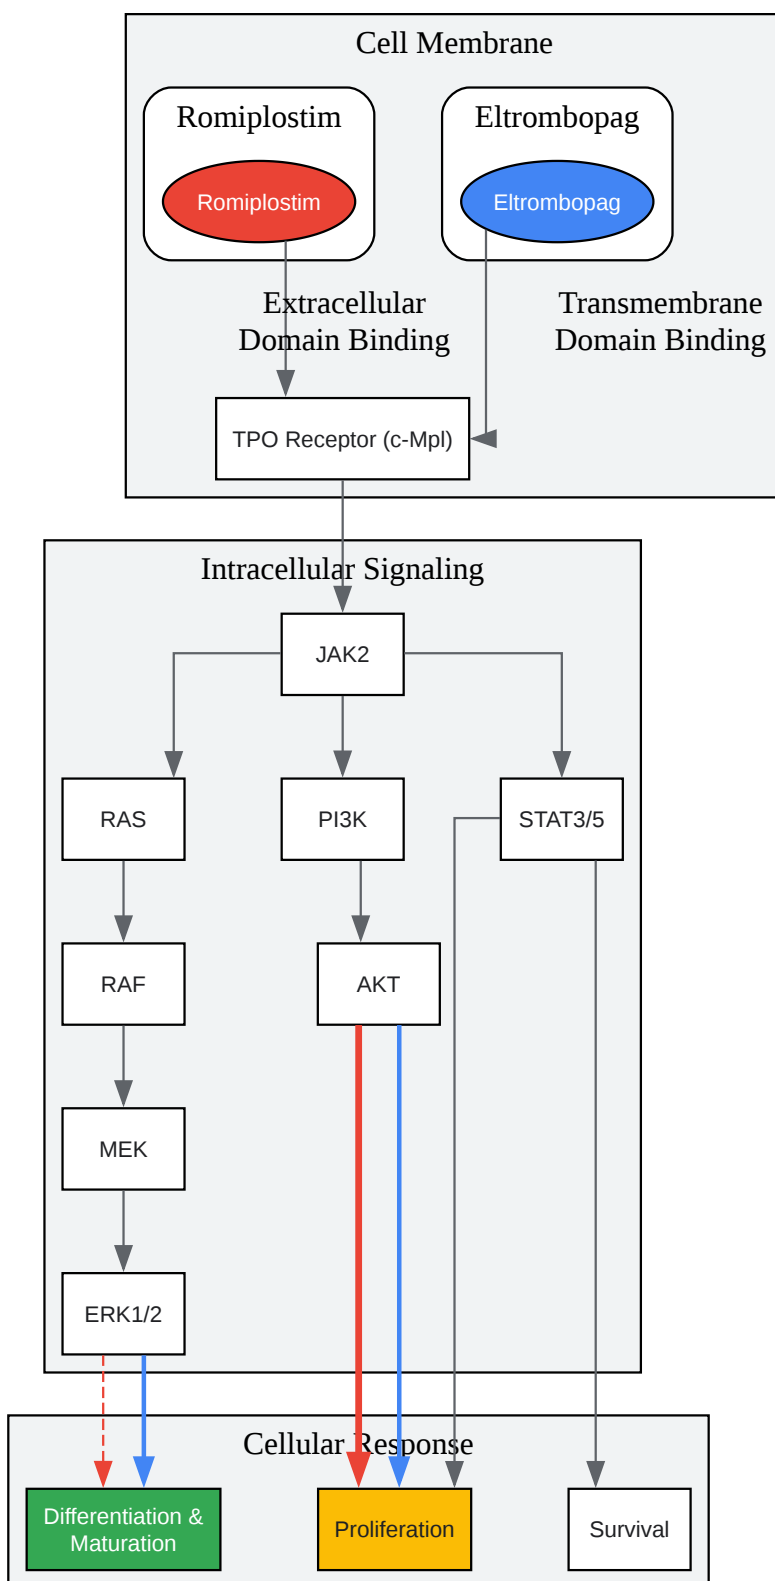 Cell Membrane
Romiplostim
Eltrombopag
Romiplostim
Eltrombopag
Extracellular
Domain Binding
Transmembrane
Domain Binding
TPO Receptor (c-Mpl)
Intracellular Signaling
JAK2
RAS
PI3K
STAT3/5
RAF
AKT
MEK
ERK1/2
Cellular Response
Differentiation &
Maturation
Proliferation
Survival